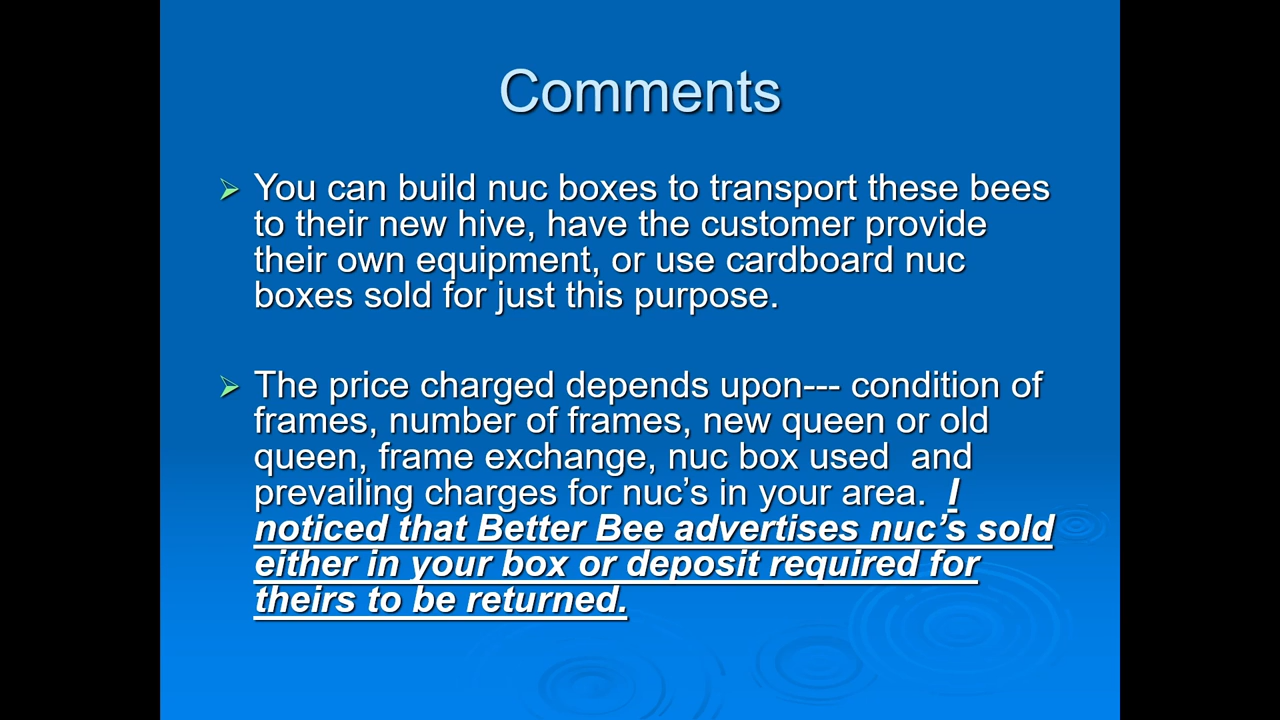 Comments
You can build nuc boxes to transport these bees
to their new hive, have the customer provide
their own equipment, or use cardboard nuc
boxes sold for just this purpose.
The price charged depends upon--- condition of
frames, number of frames, new queen or old
queen, frame exchange, nuc box used  and
prevailing charges for nuc’s in your area.  I
noticed that Better Bee advertises nuc’s sold
either in your box or deposit required for
theirs to be returned.